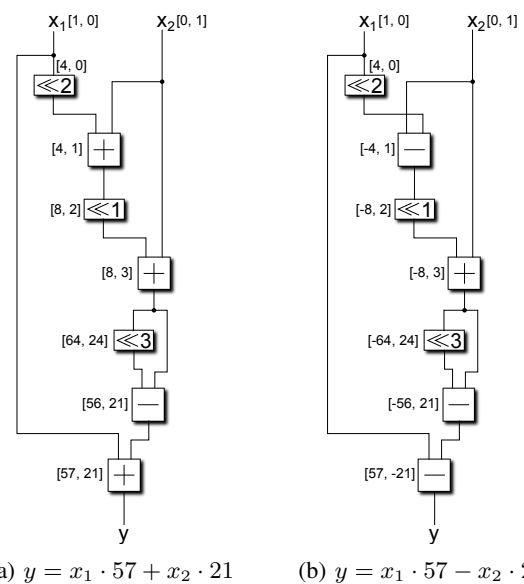 x₁[1, 0] x₂[0, 1]
[4, 0]
≪2
[4, 1] +
[8, 2] ≪1
[8, 3] +
[64, 24] ≪3
[56, 21] —
[57, 21] +
y
a) y = x₁ · 57 + x₂ · 21
x₁[1, 0] x₂[0, 1]
[4, 0]
≪2
[-4, 1] —
[-8, 2] ≪1
[-8, 3] +
[-64, 24] ≪3
[-56, 21] —
[57, -21] —
y
(b) y = x₁ · 57 − x₂ ·